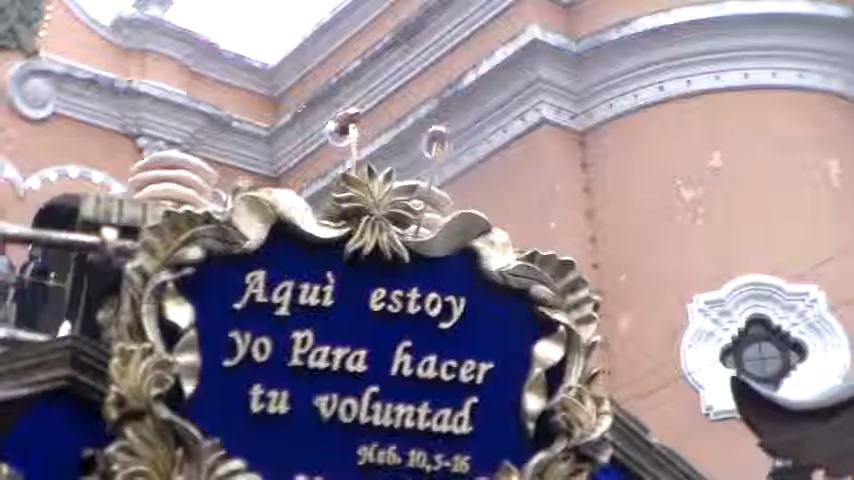 Aquì estoy
yo Para hacer
tu voluntad
Heb. 10,5-16